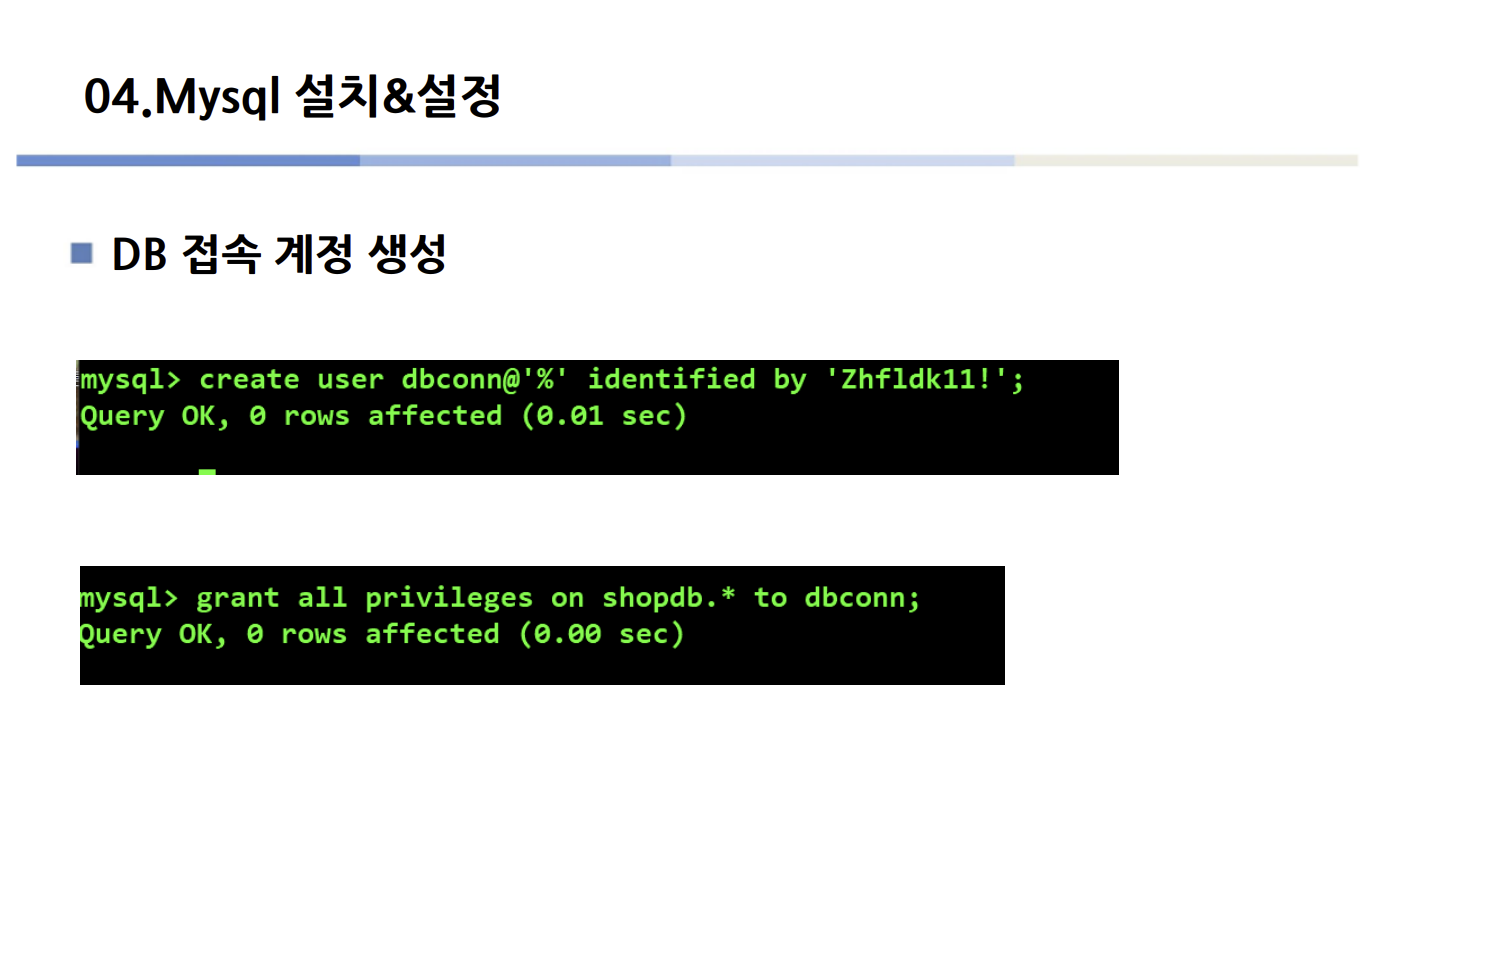 04.Mysql 설치&설정
DB 접속 계정 생성
mysql> create user dbconn@'%' identified by 'Zhfldk11!';
Query OK, 0 rows affected (0.01 sec)
mysql> grant all privileges on shopdb.* to dbconn;
Query OK, 0 rows affected (0.00 sec)